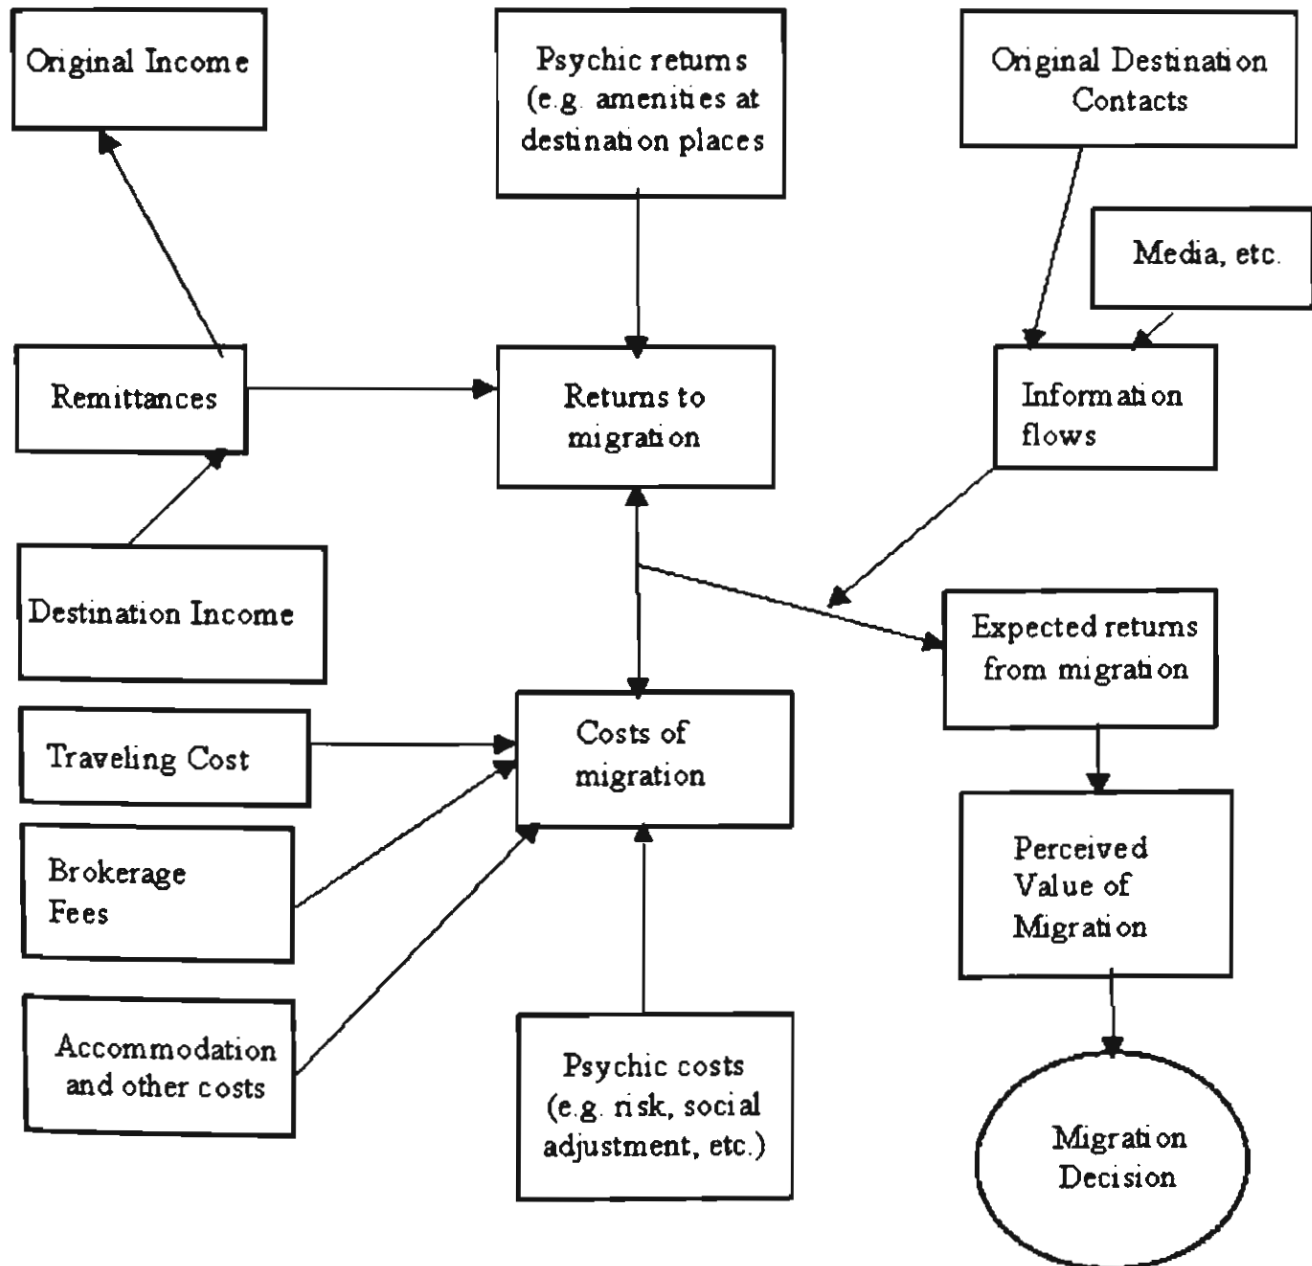 Original Income
Psychic returns
(e.g. amenities at
destination places
Original Destination
Contacts
Media, etc.
Remittances
Returns to
migration
Information
flows
Destination Income
Expected returns
from migration
Traveling Cost
Costs of
migration
Brokerage
Fees
Perceived
Value of
Migration
Accommodation
and other costs
Psychic costs
(e.g. risk, social
adjustment, etc.)
Migration
Decision